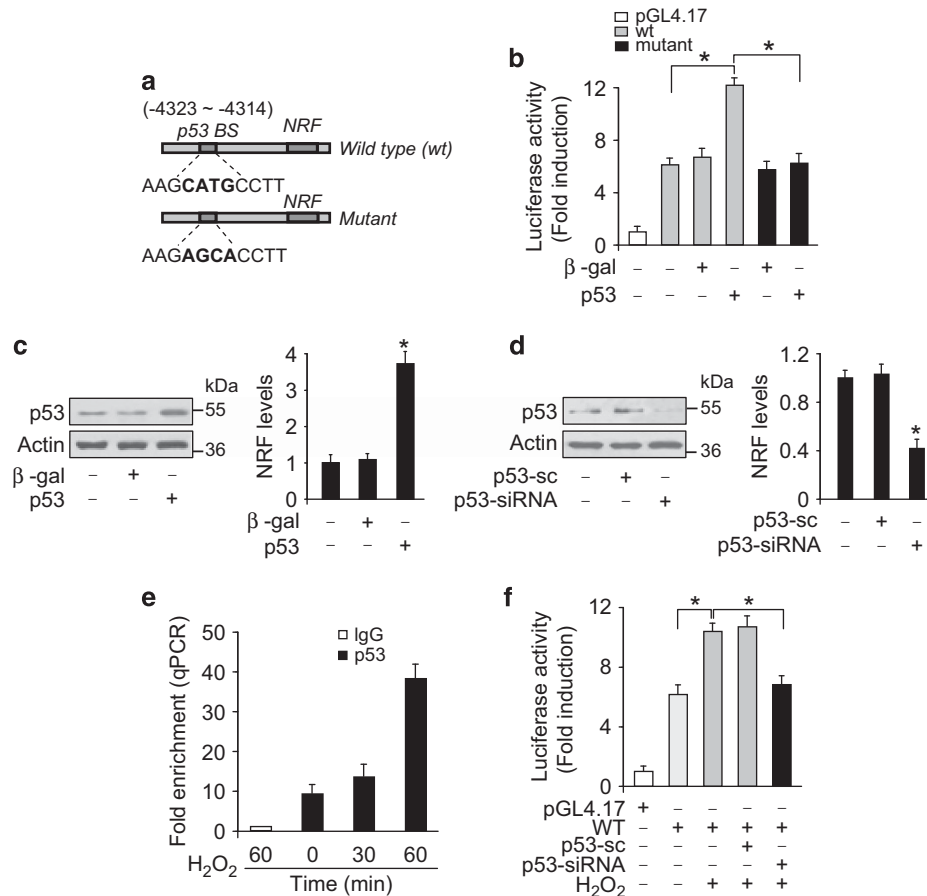 a
(-4323 ~ -4314)
p53 BS
NRF
Wild type (wt)
AAGCATGCCTT
NRF
Mutant
AAGAGCACCTT
b
pGL4.17
wt
mutant
* *
Luciferase activity
(Fold induction)
12
8
4
0
β -gal – – + – + –
p53 – – – + – +
c
kDa
p53 55
Actin 36
β -gal – + –
p53 – – +
NRF levels
4
3
2
1
0
*
β -gal – + –
p53 – – +
d
kDa
p53 55
Actin 36
p53-sc – + –
p53-siRNA – – +
NRF levels
1.2
0.8
0.4
0
*
p53-sc – + –
p53-siRNA – – +
e
IgG
p53
Fold enrichment (qPCR)
50
40
30
20
10
0
H2O2 60 0 30 60
Time (min)
f
* *
Luciferase activity
(Fold induction)
12
8
4
0
pGL4.17 + – – – –
WT – + + + +
p53-sc – – – + –
p53-siRNA – – – – +
H2O2 – – + + +